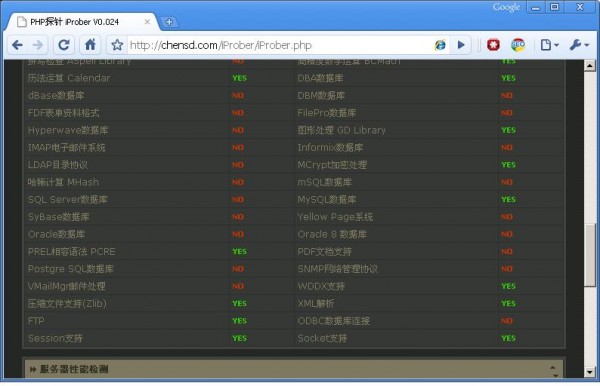 Google
PHP探针 iProber V0.024
http://chensd.com/iProber/iProber.php
拼写检查 ASpell Library NO 高精度数学运算 BCMath YES
历法运算 Calendar YES DBA数据库 YES
dBase数据库 NO DBM数据库 NO
FDF表单资料格式 NO FilePro数据库 NO
Hyperwave数据库 NO 图形处理 GD Library YES
IMAP电子邮件系统 NO Informix数据库 NO
LDAP目录协议 NO MCrypt加密处理 YES
哈稀计算 MHash NO mSQL数据库 NO
SQL Server数据库 NO MySQL数据库 YES
SyBase数据库 NO Yellow Page系统 NO
Oracle数据库 NO Oracle 8 数据库 NO
PREL相容语法 PCRE YES PDF文档支持 NO
Postgre SQL数据库 NO SNMP网络管理协议 NO
VMailMgr邮件处理 NO WDDX支持 YES
压缩文件支持(Zlib) YES XML解析 YES
FTP YES ODBC数据库连接 NO
Session支持 YES Socket支持 YES
服务器性能检测